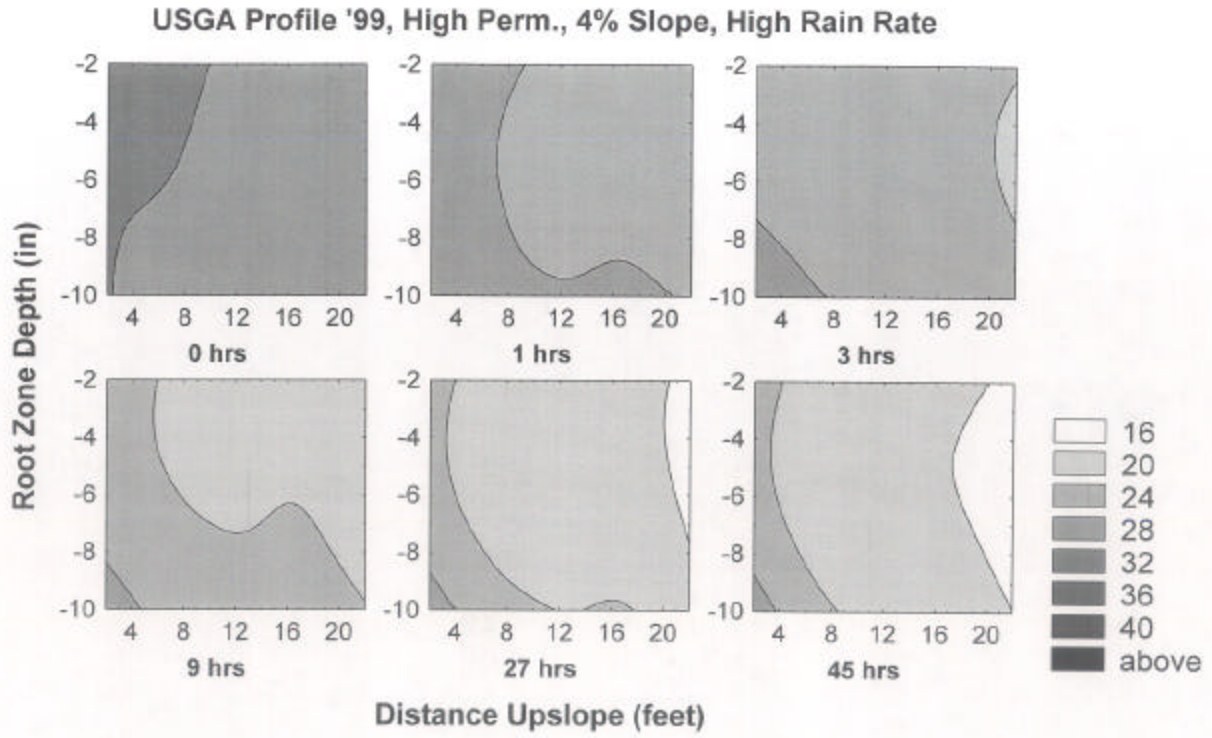 USGA Profile '99, High Perm., 4% Slope, High Rain Rate
Root Zone Depth (in)
-2
-4
-6
-8
-10
4 8 12 16 20
0 hrs
-2
-4
-6
-8
-10
4 8 12 16 20
1 hrs
-2
-4
-6
-8
-10
4 8 12 16 20
3 hrs
-2
-4
-6
-8
-10
4 8 12 16 20
9 hrs
-2
-4
-6
-8
-10
4 8 12 16 20
27 hrs
-2
-4
-6
-8
-10
4 8 12 16 20
45 hrs
16
20
24
28
32
36
40
above
Distance Upslope (feet)